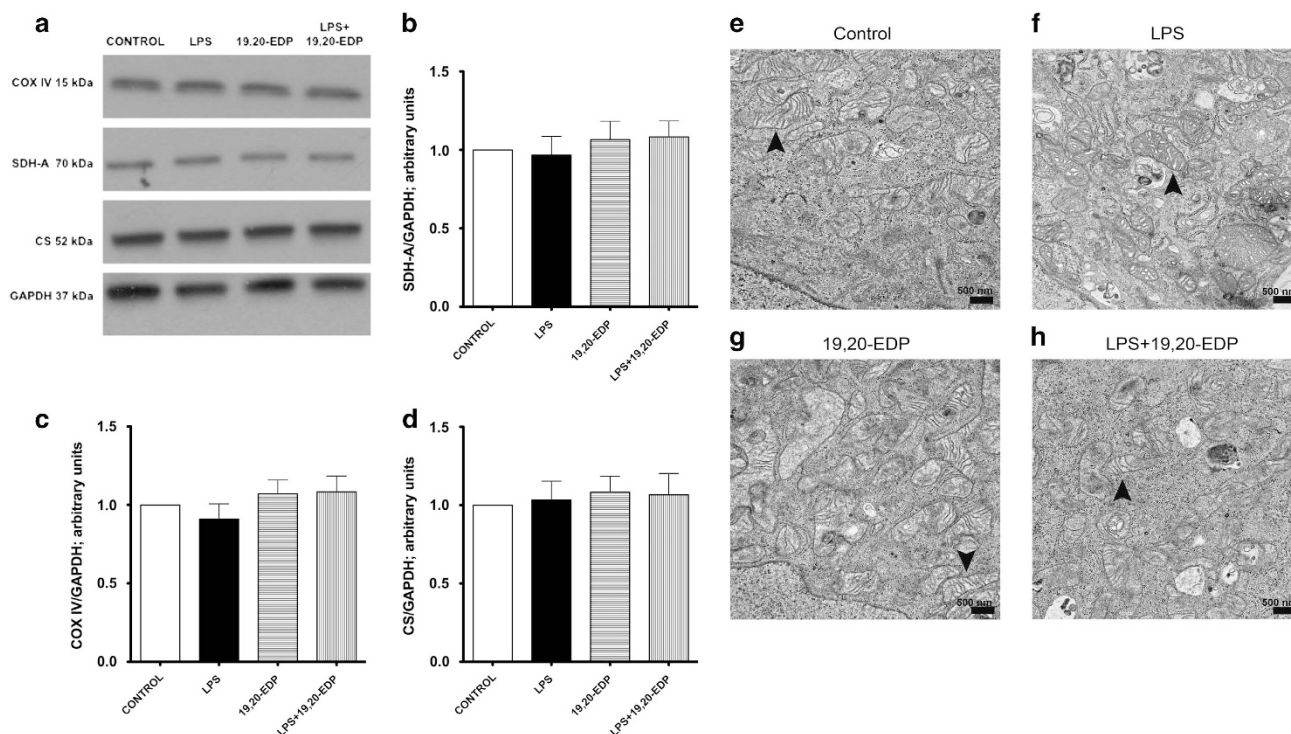 a
CONTROL LPS 19,20-EDP LPS+ 19,20-EDP
COX IV 15 kDa
SDH-A 70 kDa
CS 52 kDa
GAPDH 37 kDa
b
SDH-A/GAPDH; arbitrary units
1.5
1.0
0.5
0.0
CONTROL
LPS
19,20-EDP
LPS+19,20-EDP
c
COX IV/GAPDH; arbitrary units
1.5
1.0
0.5
0.0
CONTROL
LPS
19,20-EDP
LPS+19,20-EDP
d
CS/GAPDH; arbitrary units
1.5
1.0
0.5
0.0
CONTROL
LPS
19,20-EDP
LPS+19,20-EDP
e
Control
500 nm
f
LPS
500 nm
g
19,20-EDP
500 nm
h
LPS+19,20-EDP
500 nm